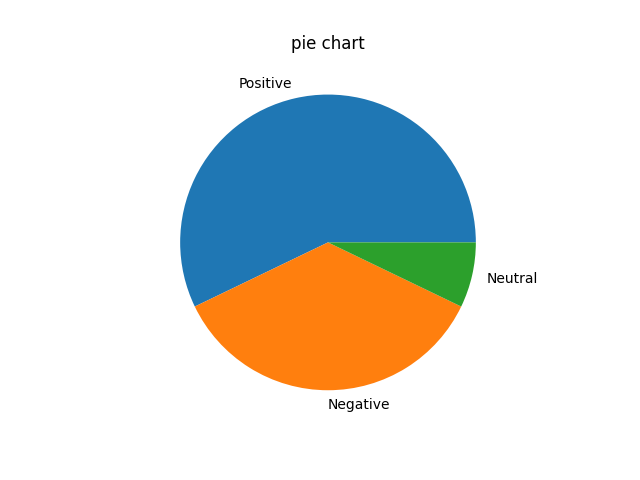 pie chart
Positive
Neutral
Negative